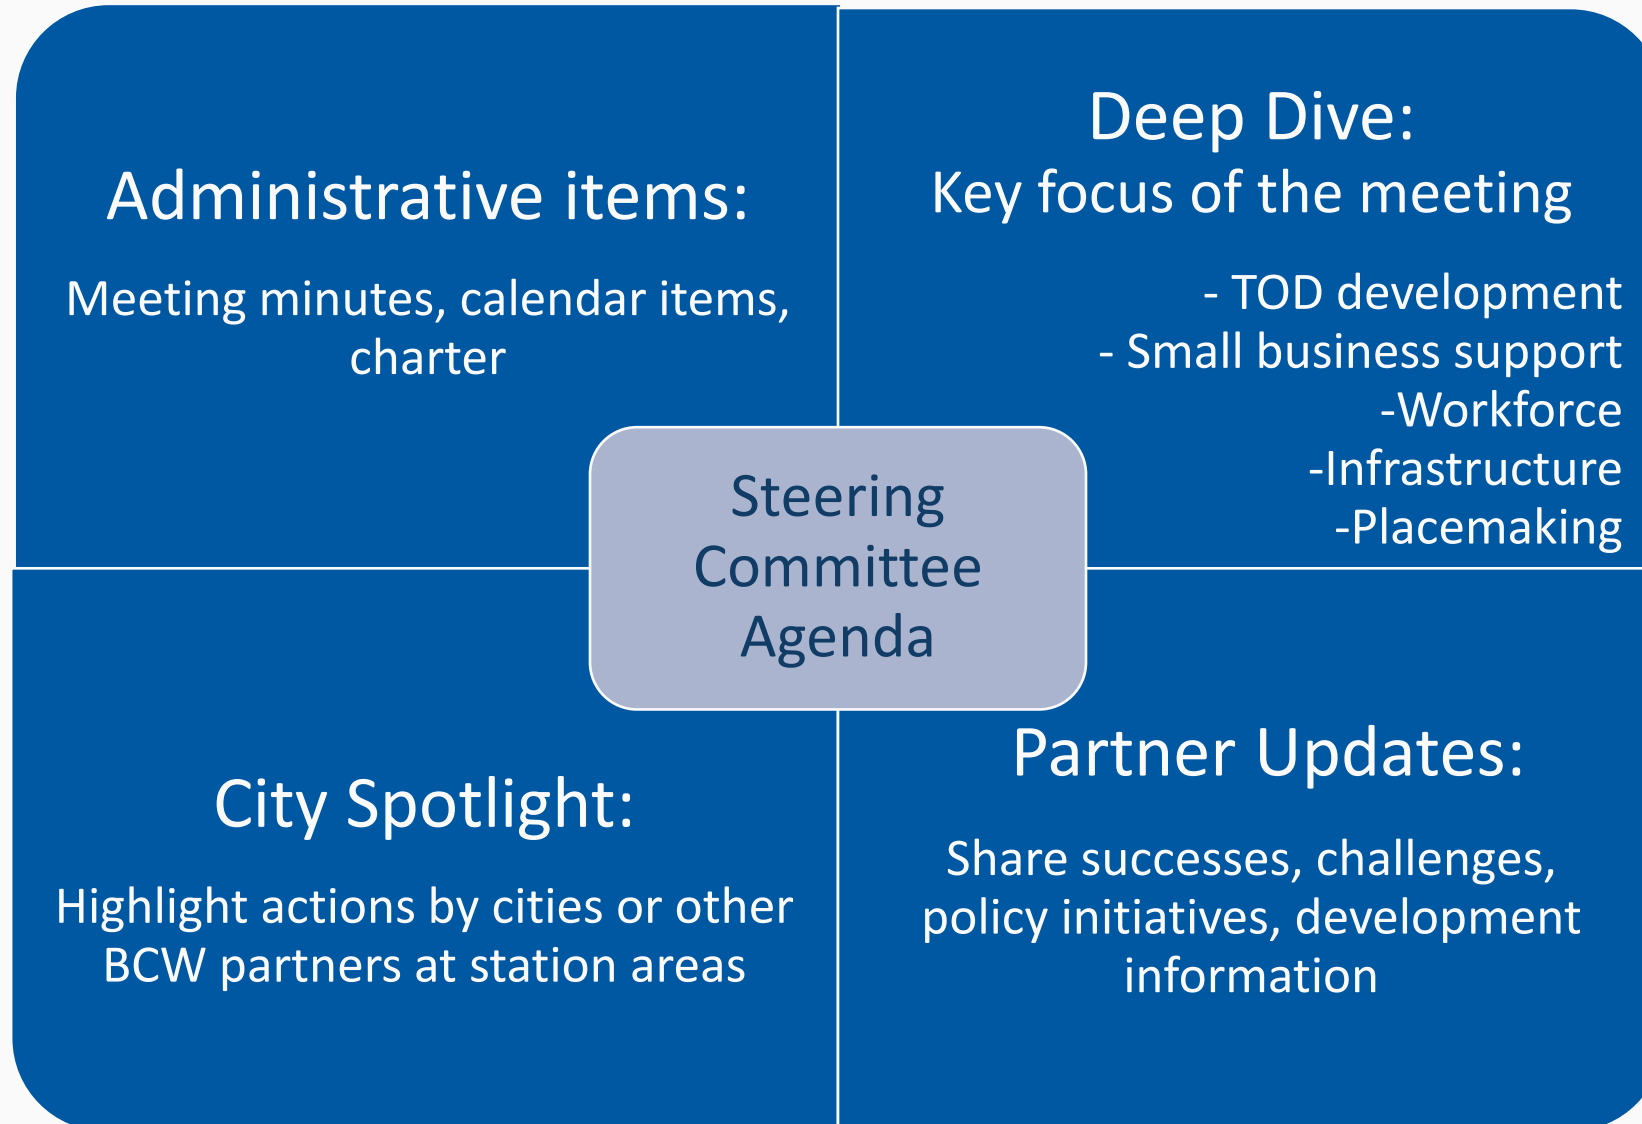 Administrative items:
Meeting minutes, calendar items,
charter
Deep Dive:
Key focus of the meeting
- TOD development
- Small business support
-Workforce
-Infrastructure
-Placemaking
Steering
Committee
Agenda
City Spotlight:
Highlight actions by cities or other
BCW partners at station areas
Partner Updates:
Share successes, challenges,
policy initiatives, development
information